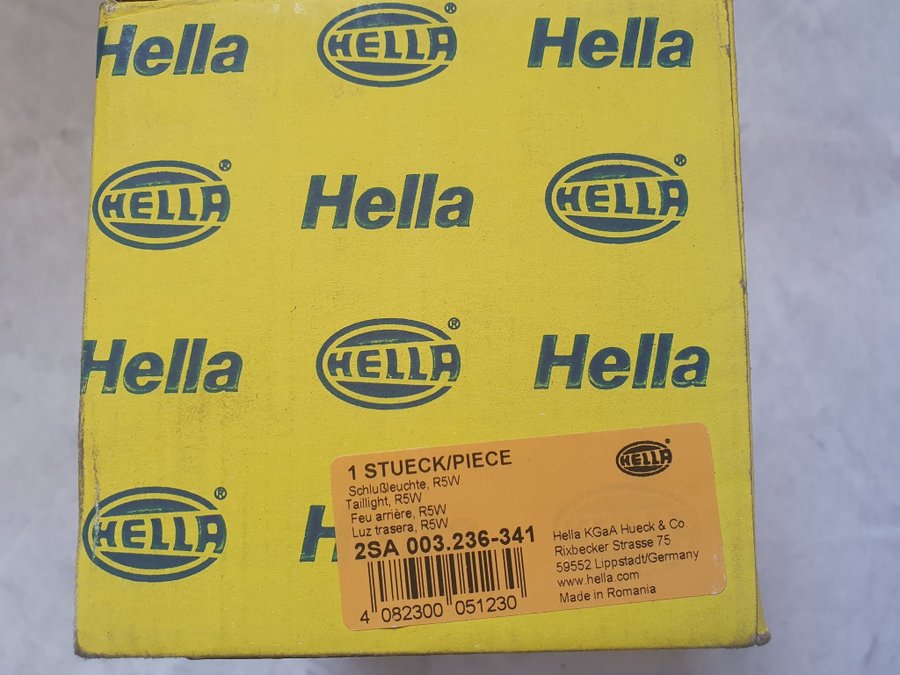 Hella HELLA® Hella
HELLA® Hella HELLA®
Hella HELLA® Hella
HELLA® H
1 STUECK/PIECE
Schlußleuchte, R5W
Taillight, R5W
Feu arrière, R5W
Luz trasera, R5W
2SA 003.236-341
4 082300 051230
HELLA
Hella KGaA Hueck & Co.
Rixbecker Strasse 75
59552 Lippstadt/Germany
www.hella.com
Made in Romania